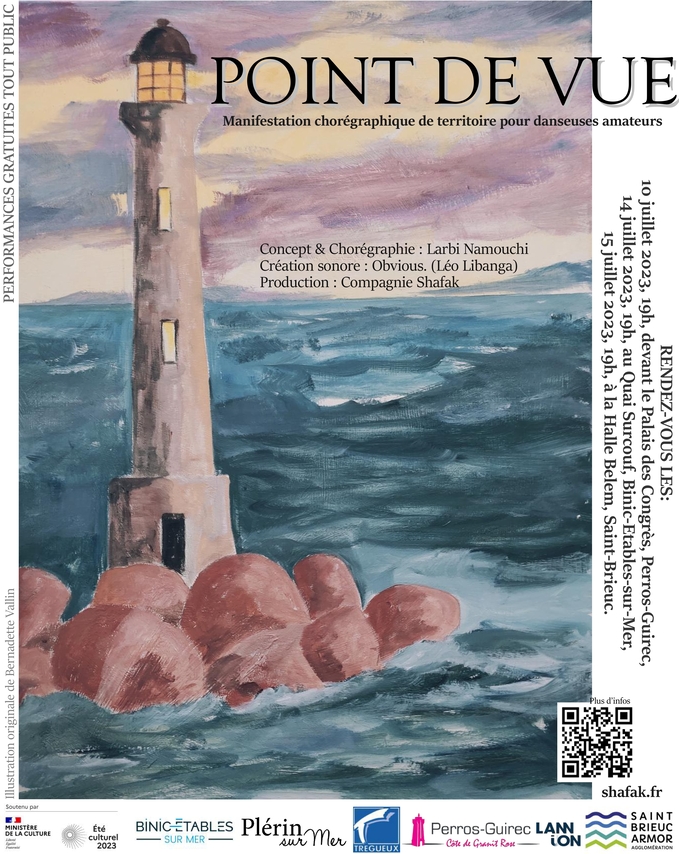 POINT DE VUE
Manifestation chorégraphique de territoire pour danseuses amateurs
PERFORMANCES GRATUITES TOUT PUBLIC
Concept & Chorégraphie : Larbi Namouchi
Création sonore : Obvious. (Léo Libanga)
Production : Compagnie Shafak
RENDEZ-VOUS LES:
10 juillet 2023, 19h, devant le Palais des Congrès, Perros-Guirec,
14 juillet 2023, 19h, au Quai Surcouf, Binic-Etables-sur-Mer,
15 juillet 2023, 19h, à la Halle Belem, Saint-Brieuc.
Illustration originale de Bernadette Vallin
Plus d'infos
shafak.fr
Soutenu par
MINISTÈRE
DE LA CULTURE
Liberté
Égalité
Fraternité
Été
culturel
2023
BINIC-ÉTABLES
SUR MER
Plérin
sur Mer
TREGUEUX
Perros-Guirec
Côte de Granit Rose
LANN
iON
SAINT
BRIEUC
ARMOR
AGGLOMÉRATION